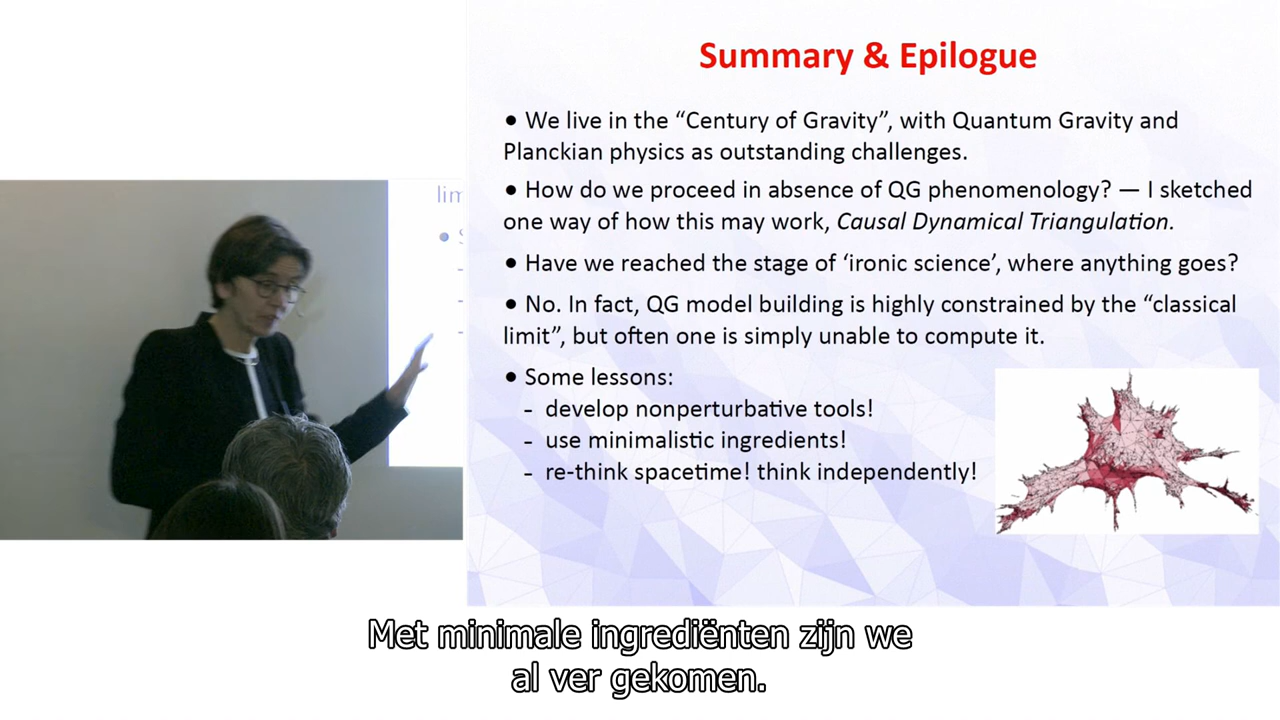 Summary & Epilogue
• We live in the “Century of Gravity”, with Quantum Gravity and
Planckian physics as outstanding challenges.
• How do we proceed in absence of QG phenomenology? — I sketched
one way of how this may work, Causal Dynamical Triangulation.
• Have we reached the stage of ‘ironic science’, where anything goes?
• No. In fact, QG model building is highly constrained by the “classical
limit”, but often one is simply unable to compute it.
• Some lessons:
- develop nonperturbative tools!
- use minimalistic ingredients!
- re-think spacetime! think independently!
lim
Met minimale ingrediënten zijn we
al ver gekomen.